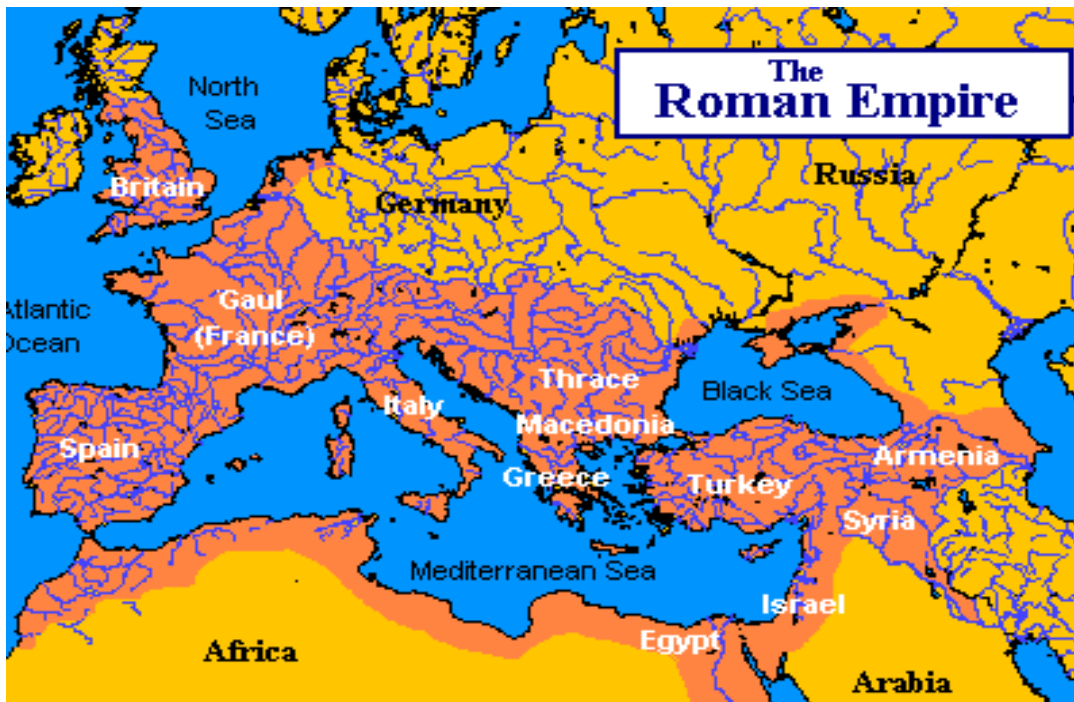 The
Roman Empire
North
Sea
Britain
Germany
Russia
Atlantic
Ocean
Gaul
(France)
Thrace
Black Sea
Italy
Macedonia
Spain
Greece
Turkey
Armenia
Syria
Mediterranean Sea
Israel
Egypt
Africa
Arabia